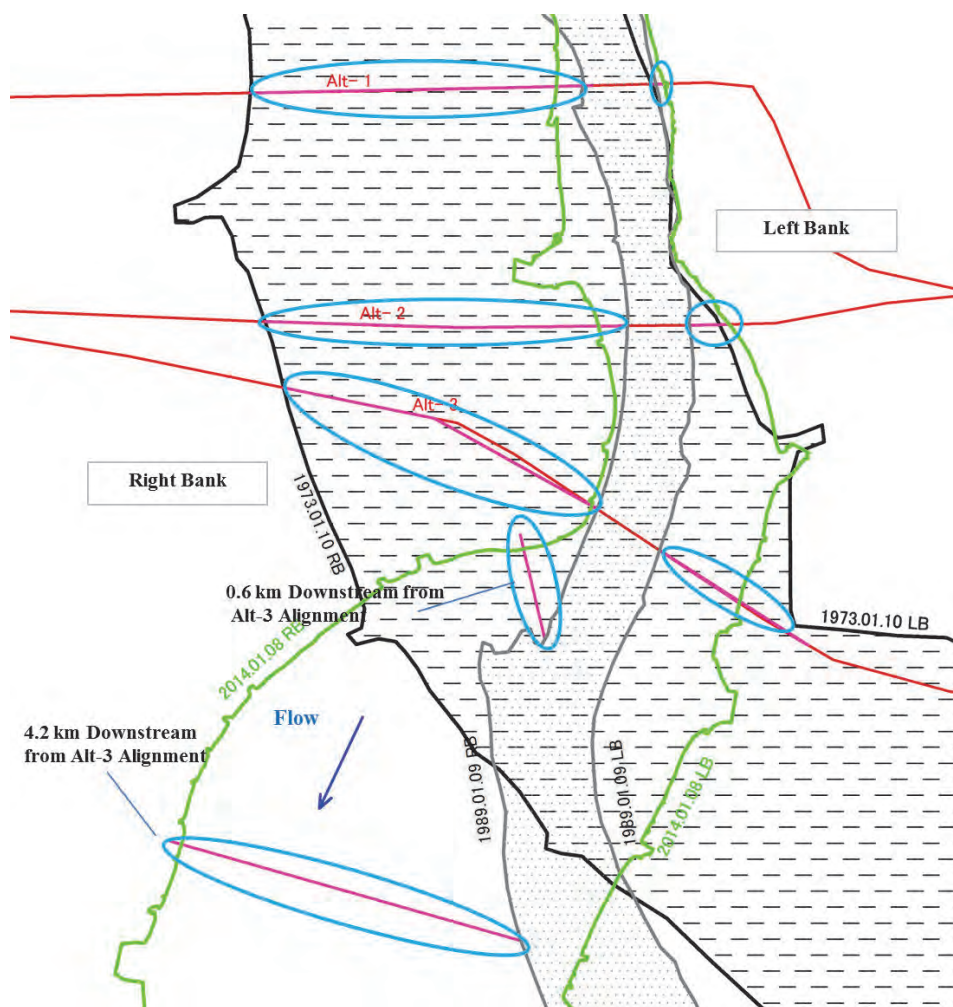 Alt- 1
Left Bank
Alt- 2
Alt- 3
Right Bank
1973.01.10 RB
0.6 km Downstream from
Alt-3 Alignment
1973.01.10 LB
2014.01.08 RB
Flow
4.2 km Downstream
from Alt-3 Alignment
1989.01.09 RB
1989.01.09 LB
2014.01.08 LB